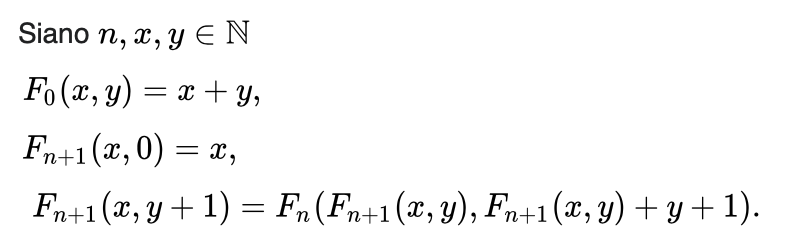 Siano n, x, y ∈ ℕ
F₀(x, y) = x + y,
Fₙ₊₁(x, 0) = x,
Fₙ₊₁(x, y + 1) = Fₙ(Fₙ₊₁(x, y), Fₙ₊₁(x, y) + y + 1).